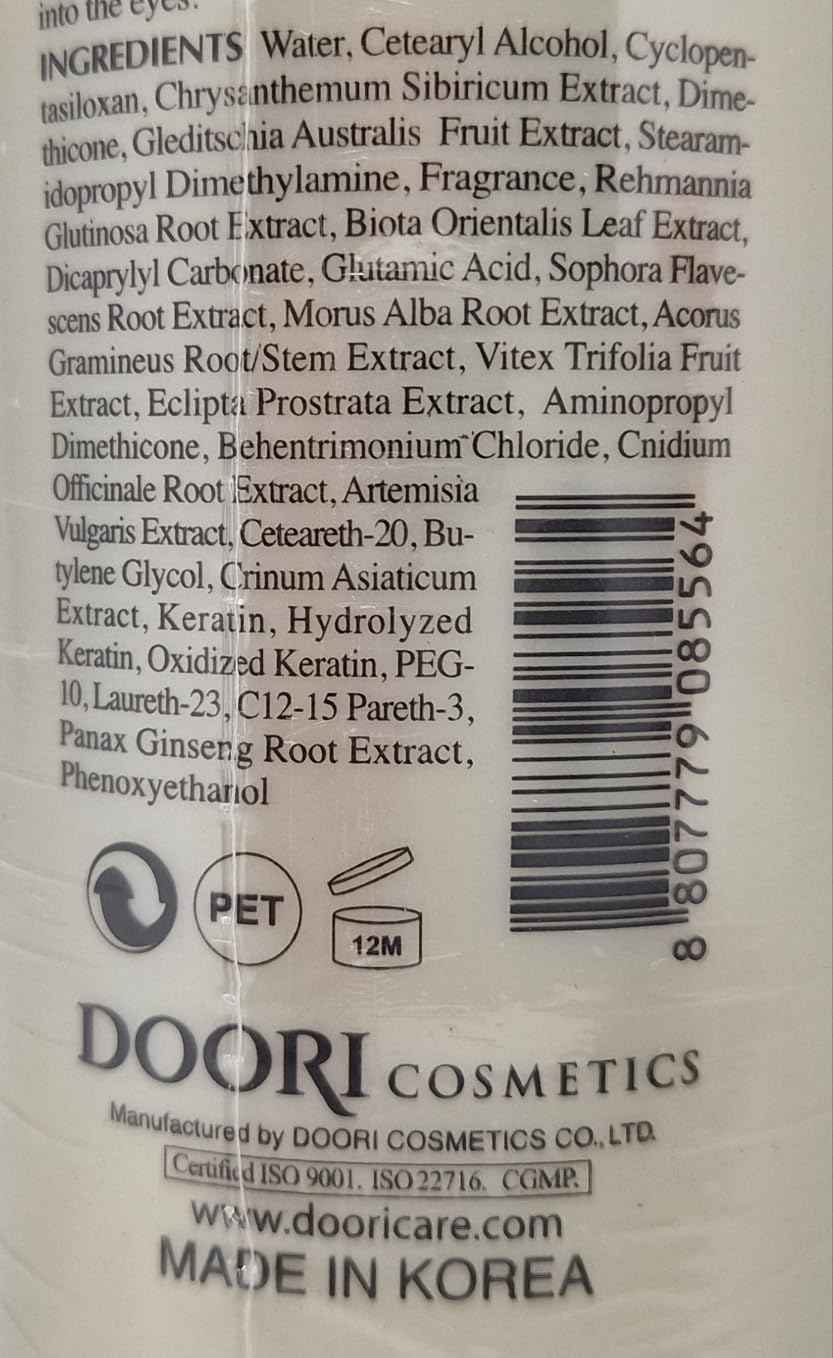 into the eyes.
INGREDIENTS Water, Cetearyl Alcohol, Cyclopen-
tasiloxan, Chrysanthemum Sibiricum Extract, Dime-
thicone, Gleditschia Australis Fruit Extract, Stearam-
idopropyl Dimethylamine, Fragrance, Rehmannia
Glutinosa Root Extract, Biota Orientalis Leaf Extract,
Dicaprylyl Carbonate, Glutamic Acid, Sophora Flave-
scens Root Extract, Morus Alba Root Extract, Acorus
Gramineus Root/Stem Extract, Vitex Trifolia Fruit
Extract, Eclipta Prostrata Extract, Aminopropyl
Dimethicone, Behentrimonium Chloride, Cnidium
Officinale Root Extract, Artemisia
Vulgaris Extract, Ceteareth-20, Bu-
tylene Glycol, Crinum Asiaticum
Extract, Keratin, Hydrolyzed
Keratin, Oxidized Keratin, PEG-
10, Laureth-23, C12-15 Pareth-3,
Panax Ginseng Root Extract,
Phenoxyethanol
8 807779 085564
PET
12M
DOORI COSMETICS
Manufactured by DOORI COSMETICS CO., LTD.
Certified ISO 9001. ISO 22716. CGMP.
www.dooricare.com
MADE IN KOREA